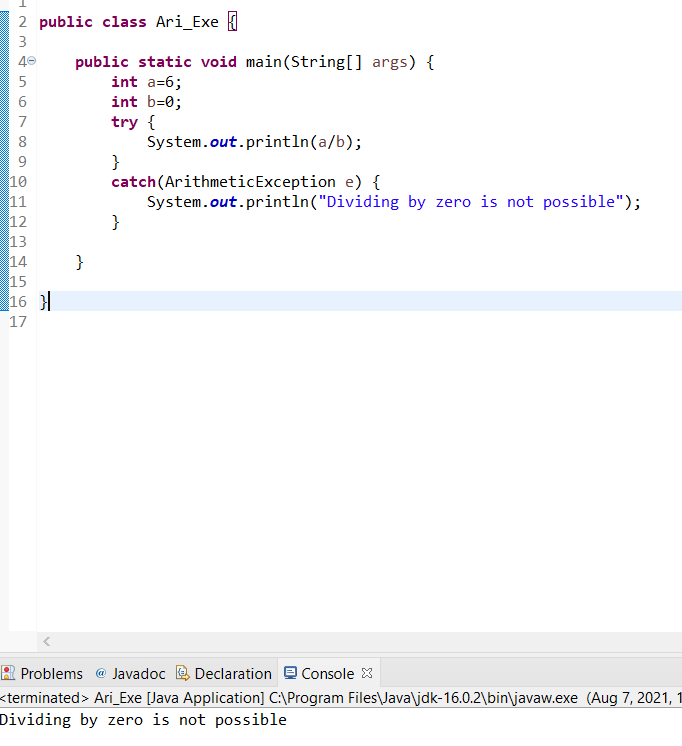 1
2 public class Ari_Exe {
3
4 public static void main(String[] args) {
5 int a=6;
6 int b=0;
7 try {
8 System.out.println(a/b);
9 }
10 catch(ArithmeticException e) {
11 System.out.println("Dividing by zero is not possible");
12 }
13
14 }
15
16 }
17
Problems @ Javadoc Declaration Console
<terminated> Ari_Exe [Java Application] C:\Program Files\Java\jdk-16.0.2\bin\javaw.exe (Aug 7, 2021, 1
Dividing by zero is not possible